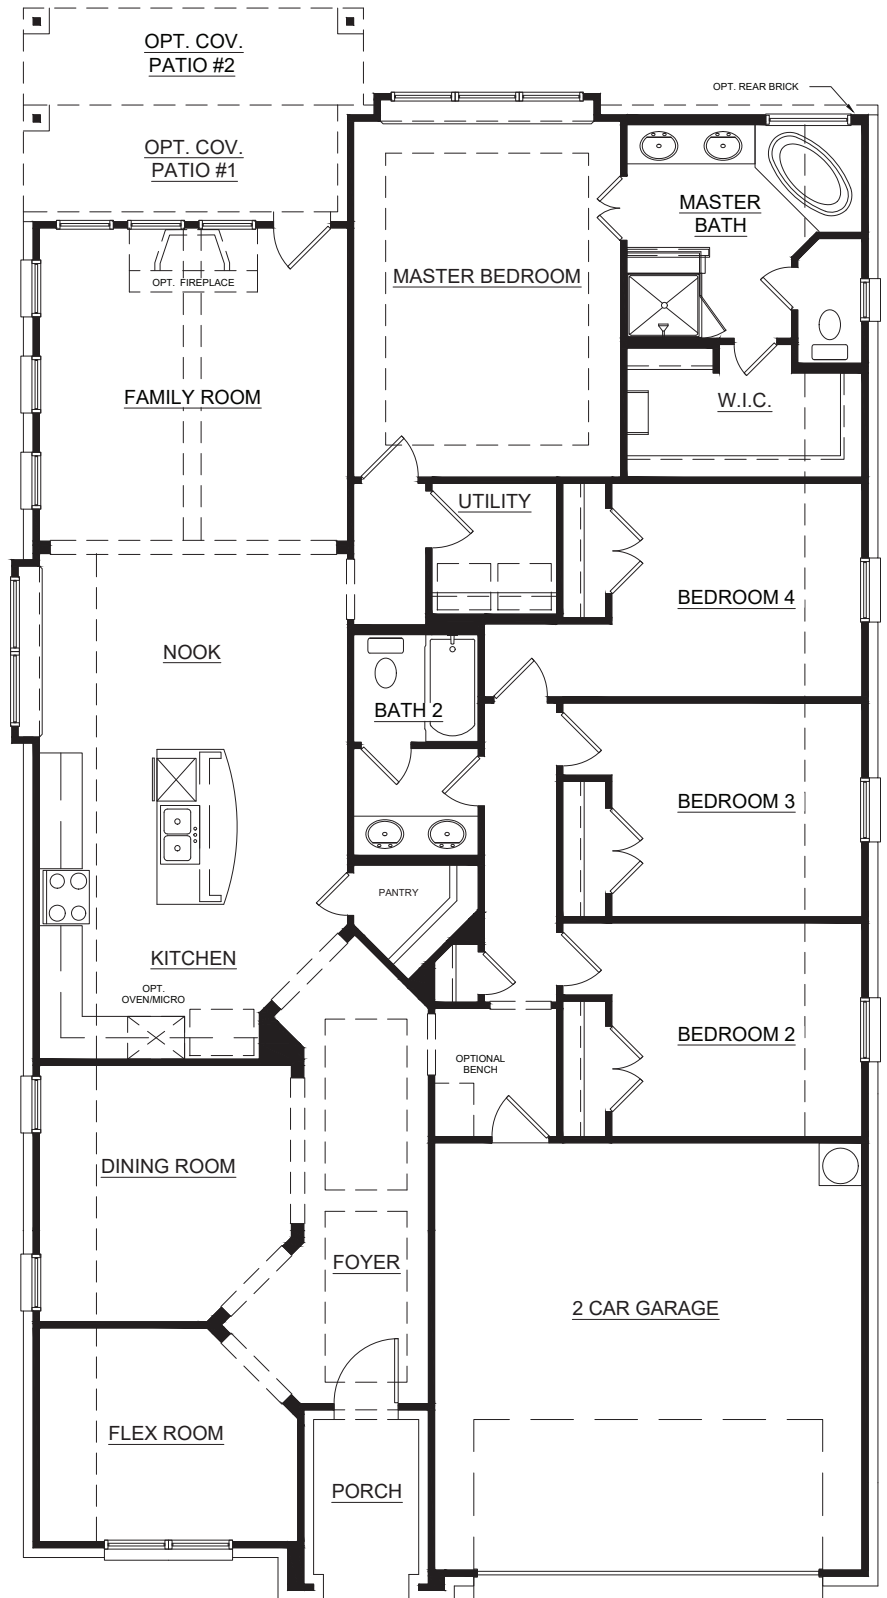 OPT. COV.
PATIO #2
OPT. REAR BRICK
OPT. COV.
PATIO #1
MASTER
BATH
MASTER BEDROOM
OPT. FIREPLACE
FAMILY ROOM
W.I.C.
UTILITY
BEDROOM 4
NOOK
BATH 2
BEDROOM 3
PANTRY
KITCHEN
OPT.
OVEN/MICRO
BEDROOM 2
OPTIONAL
BENCH
DINING ROOM
FOYER
2 CAR GARAGE
FLEX ROOM
PORCH